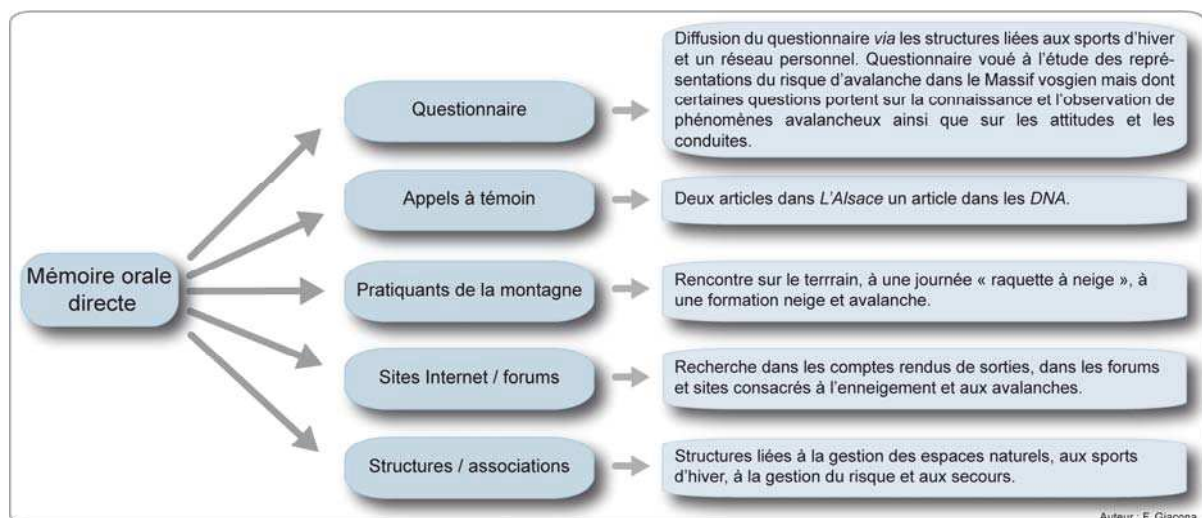 Mémoire orale
directe
Questionnaire
Diffusion du questionnaire via les structures liées aux sports d’hiver
et un réseau personnel. Questionnaire voué à l’étude des repré-
sentations du risque d’avalanche dans le Massif vosgien mais dont
certaines questions portent sur la connaissance et l’observation de
phénomènes avalancheux ainsi que sur les attitudes et les
conduites.
Appels à témoin
Deux articles dans L’Alsace un article dans les DNA.
Pratiquants de la montagne
Rencontre sur le terrrain, à une journée « raquette à neige », à
une formation neige et avalanche.
Sites Internet / forums
Recherche dans les comptes rendus de sorties, dans les forums
et sites consacrés à l’enneigement et aux avalanches.
Structures / associations
Structures liées à la gestion des espaces naturels, aux sports
d’hiver, à la gestion du risque et aux secours.
Auteur : F. Giacona